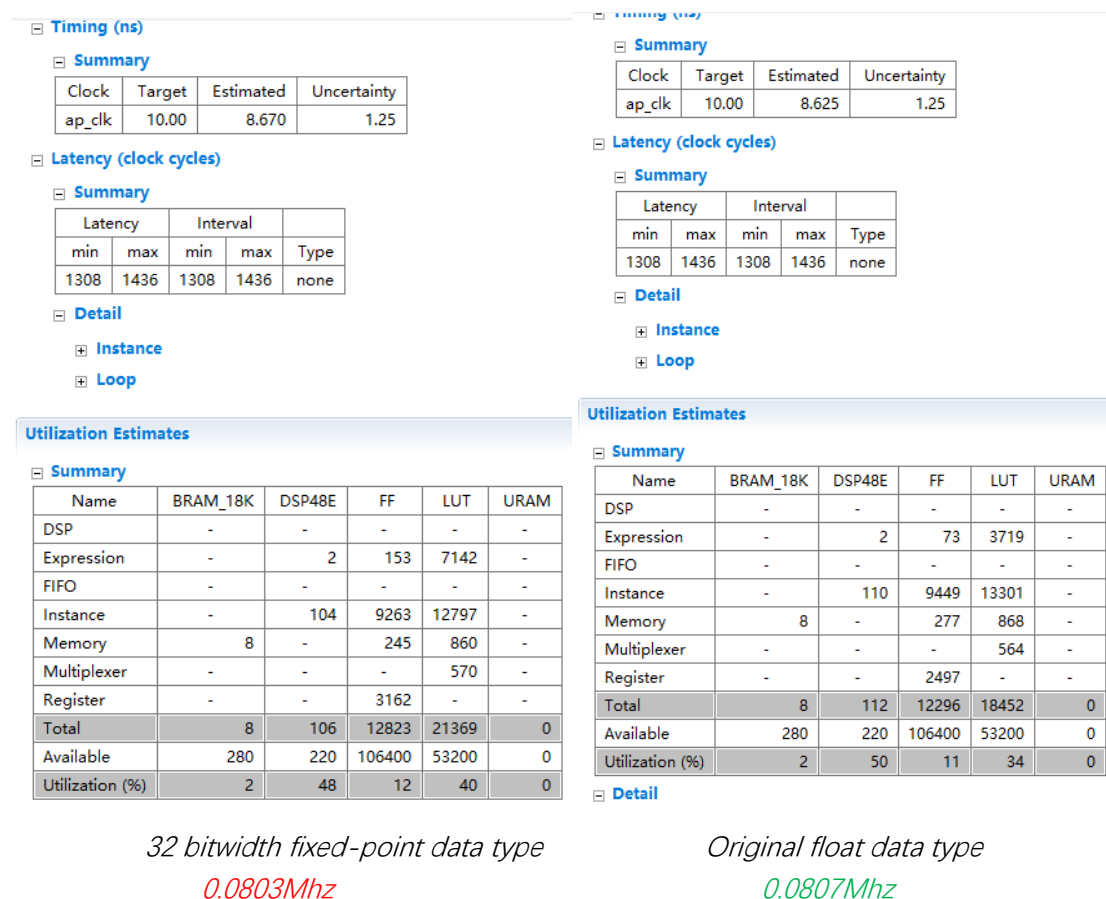 Timing (ns)
Summary
Clock Target Estimated Uncertainty
ap_clk 10.00 8.670 1.25
Latency (clock cycles)
Summary
Latency Interval
min max min max Type
1308 1436 1308 1436 none
Detail
Instance
Loop
Utilization Estimates
Summary
Name BRAM_18K DSP48E FF LUT URAM
DSP - - - - -
Expression - 2 153 7142 -
FIFO - - - - -
Instance - 104 9263 12797 -
Memory 8 - 245 860 -
Multiplexer - - - 570 -
Register - - 3162 - -
Total 8 106 12823 21369 0
Available 280 220 106400 53200 0
Utilization (%) 2 48 12 40 0
32 bitwidth fixed-point data type
0.0803Mhz
Timing (ns)
Summary
Clock Target Estimated Uncertainty
ap_clk 10.00 8.625 1.25
Latency (clock cycles)
Summary
Latency Interval
min max min max Type
1308 1436 1308 1436 none
Detail
Instance
Loop
Utilization Estimates
Summary
Name BRAM_18K DSP48E FF LUT URAM
DSP - - - - -
Expression - 2 73 3719 -
FIFO - - - - -
Instance - 110 9449 13301 -
Memory 8 - 277 868 -
Multiplexer - - - 564 -
Register - - 2497 - -
Total 8 112 12296 18452 0
Available 280 220 106400 53200 0
Utilization (%) 2 50 11 34 0
Detail
Original float data type
0.0807Mhz